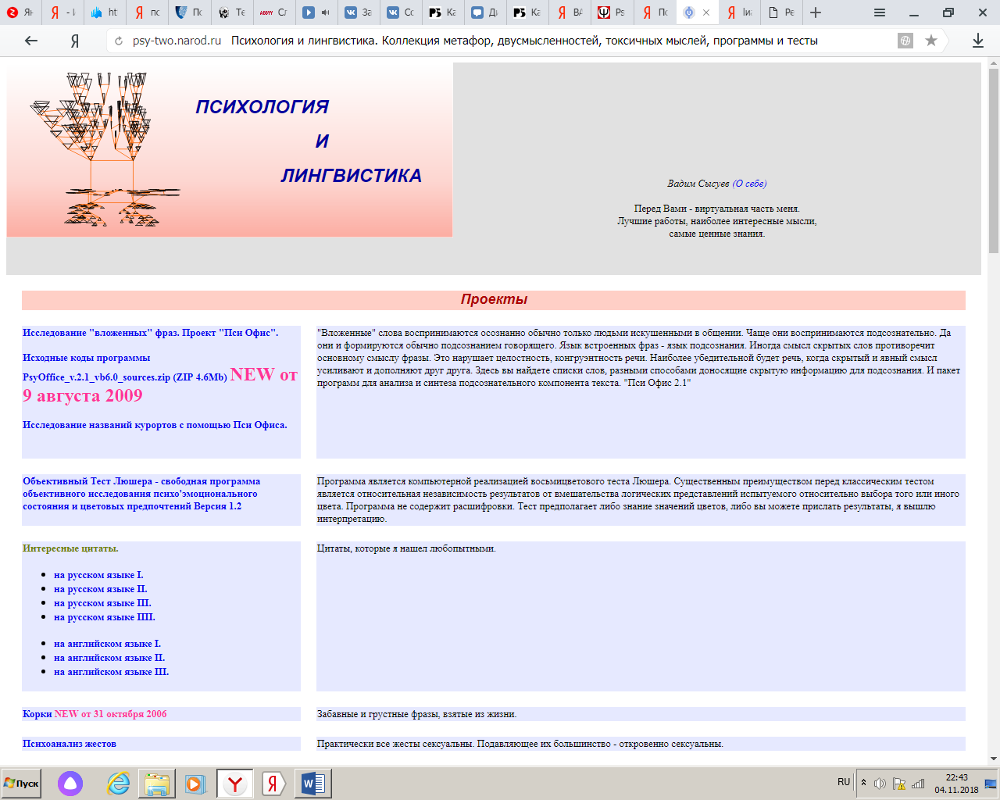 Ян
- І
ht
пс
Пс
Те
ABBYY Сл
За
Сс
Ка
Ди
Ка
ВА
Ps
По
Ре
psy-two.narod.ru Психология и лингвистика. Коллекция метафор, двусмысленностей, токсичных мыслей, программы и тесты
ПСИХОЛОГИЯ
И
ЛИНГВИСТИКА
Вадим Сысуев (О себе)
Перед Вами - виртуальная часть меня.
Лучшие работы, наиболее интересные мысли,
самые ценные знания.
Проекты
Исследование "вложенных" фраз. Проект "Пси Офис".
Исходные коды программы
PsyOffice_v.2.1_vb6.0_sources.zip (ZIP 4.6Mb) NEW от
9 августа 2009
Исследование названий курортов с помощью Пси Офиса.
"Вложенные" слова воспринимаются осознанно обычно только людьми искушенными в общении. Чаще они воспринимаются подсознательно. Да
они и формируются обычно подсознанием говорящего. Язык встроенных фраз - язык подсознания. Иногда смысл скрытых слов противоречит
основному смыслу фразы. Это нарушает целостность, конгруэнтность речи. Наиболее убедительной будет речь, когда скрытый и явный смысл
усиливают и дополняют друг друга. Здесь вы найдете списки слов, разными способами доносящие скрытую информацию для подсознания. И пакет
программ для анализа и синтеза подсознательного компонента текста. "Пси Офис 2.1"
Объективный Тест Люшера - свободная программа
объективного исследования психо'эмоционального
состояния и цветовых предпочтений Версия 1.2
Программа является компьютерной реализацией восьмицветового теста Люшера. Существенным преимуществом перед классическим тестом
является относительная независимость результатов от вмешательства логических представлений испытуемого относительно выбора того или иного
цвета. Программа не содержит расшифровки. Тест предполагает либо знание значений цветов, либо вы можете прислать результаты, я вышлю
интерпретацию.
Интересные цитаты.
на русском языке I.
на русском языке II.
на русском языке III.
на русском языке IIII.
на английском языке I.
на английском языке II.
на английском языке III.
Цитаты, которые я нашел любопытными.
Корки NEW от 31 октября 2006
Забавные и грустные фразы, взятые из жизни.
Психоанализ жестов
Практически все жесты сексуальны. Подавляющее их большинство - откровенно сексуальны.
Пуск
RU
22:43
04.11.2018